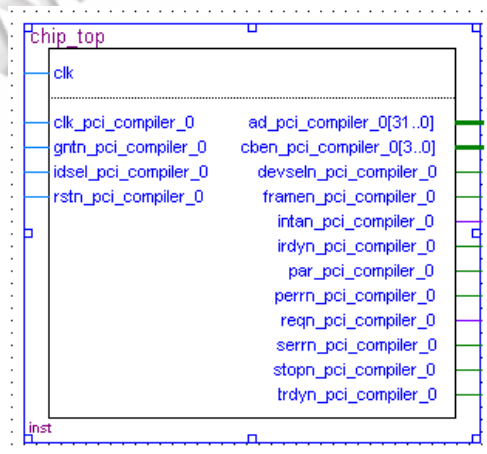 chip_top
clk
clk_pci_compiler_0 ad_pci_compiler_0[31..0]
gntn_pci_compiler_0 cben_pci_compiler_0[3..0]
idsel_pci_compiler_0 devseln_pci_compiler_0
rstn_pci_compiler_0 framen_pci_compiler_0
intan_pci_compiler_0
irdyn_pci_compiler_0
par_pci_compiler_0
perrn_pci_compiler_0
reqn_pci_compiler_0
serrn_pci_compiler_0
stopn_pci_compiler_0
trdyn_pci_compiler_0
inst